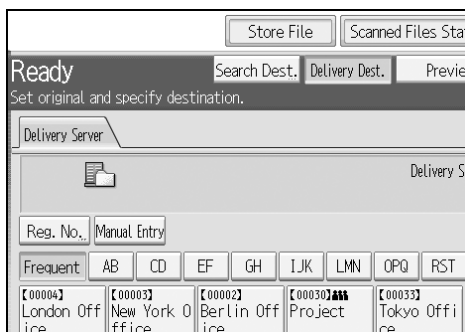 Store File Scanned Files Sta
Ready Search Dest. Delivery Dest. Previe
Set original and specify destination.
Delivery Server
Delivery S
Reg. No. Manual Entry
Frequent AB CD EF GH IJK LMN OPQ RST
【00004】 【00003】 【00002】 【00030】 【00033】
London Off New York O Berlin Off Project Tokyo Offi
ice ffice ice ce